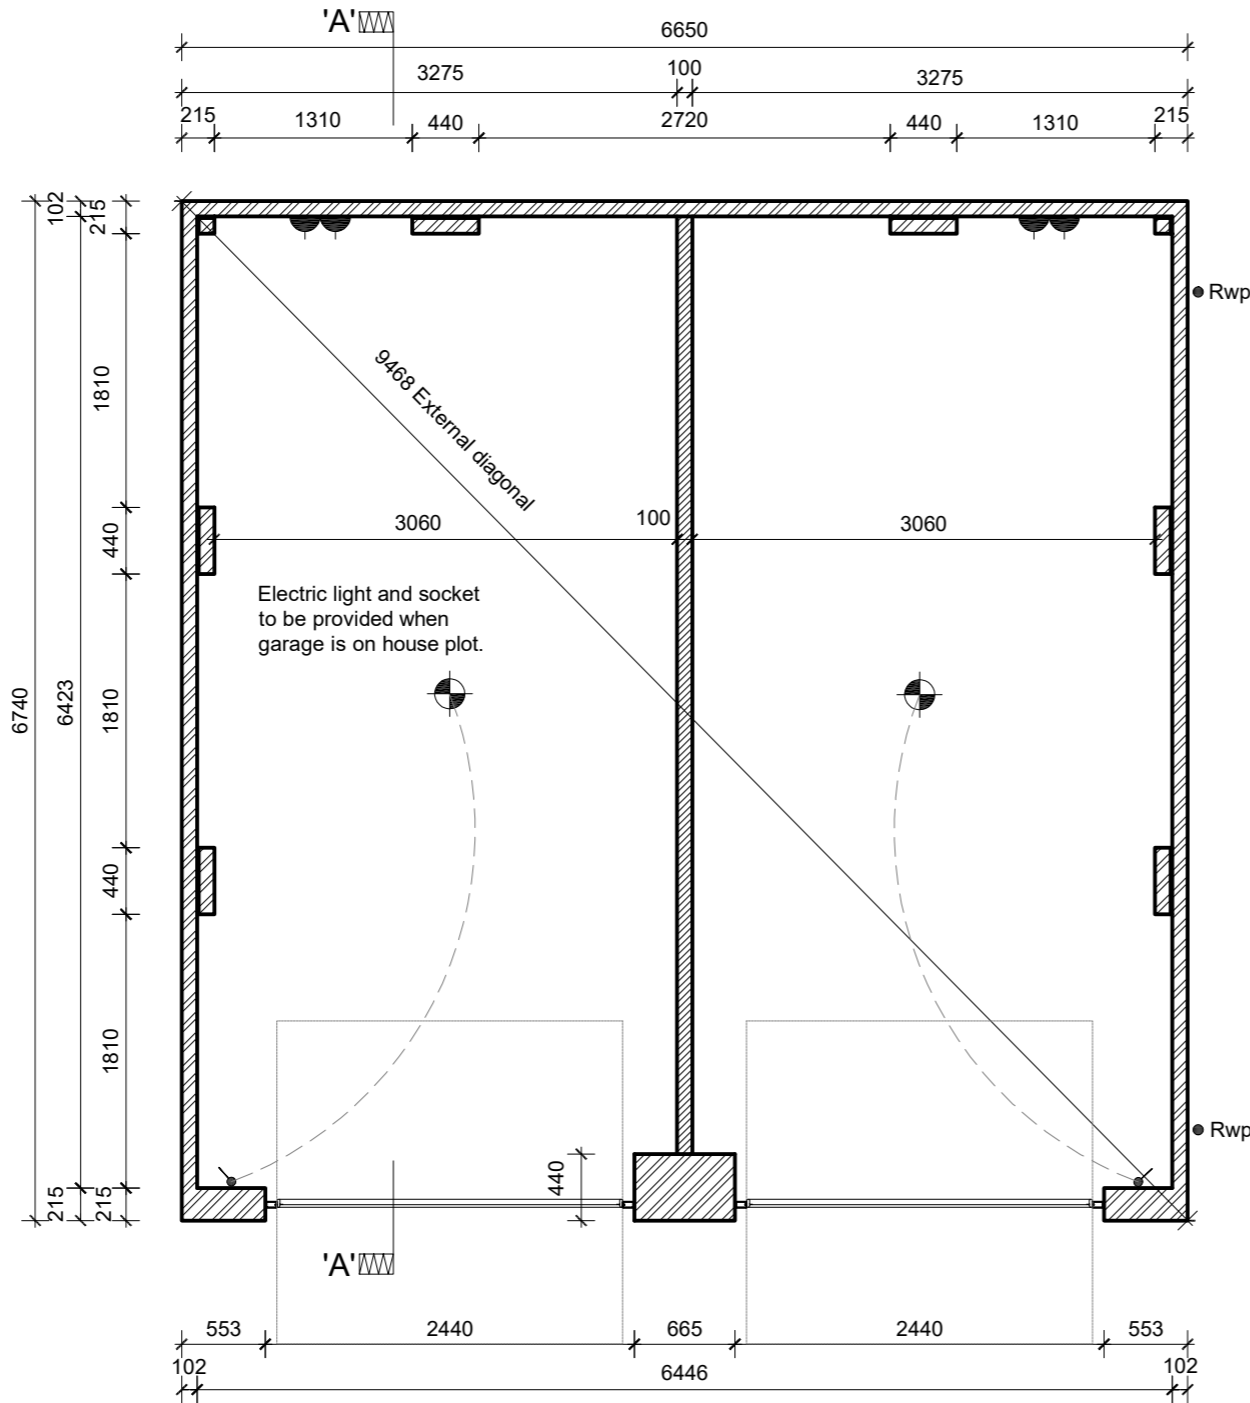 'A'
6650
3275 100 3275
215 1310 440 2720 440 1310 215
102
215
Rwp
1810
9468 External diagonal
440
3060 100 3060
Electric light and socket
to be provided when
garage is on house plot.
6740
6423
1810
440
1810
Rwp
440
215
215
'A'
553 2440 665 2440 553
102 6446 102